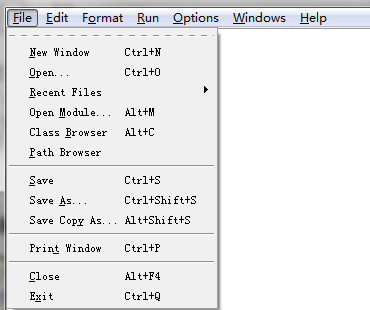 File Edit Format Run Options Windows Help
New Window Ctrl+N
Open... Ctrl+O
Recent Files
Open Module... Alt+M
Class Browser Alt+C
Path Browser
Save Ctrl+S
Save As... Ctrl+Shift+S
Save Copy As... Alt+Shift+S
Print Window Ctrl+P
Close Alt+F4
Exit Ctrl+Q